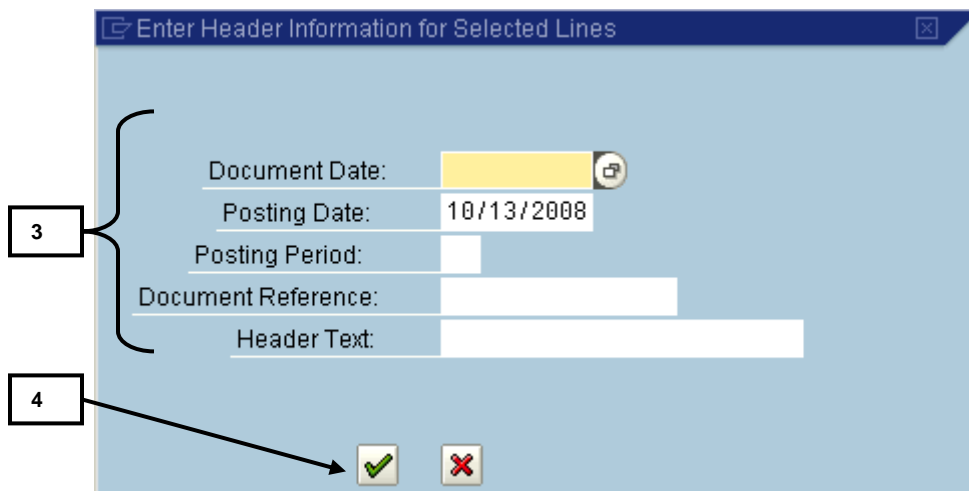 Enter Header Information for Selected Lines
Document Date:
Posting Date: 10/13/2008
3
Posting Period:
Document Reference:
Header Text:
4